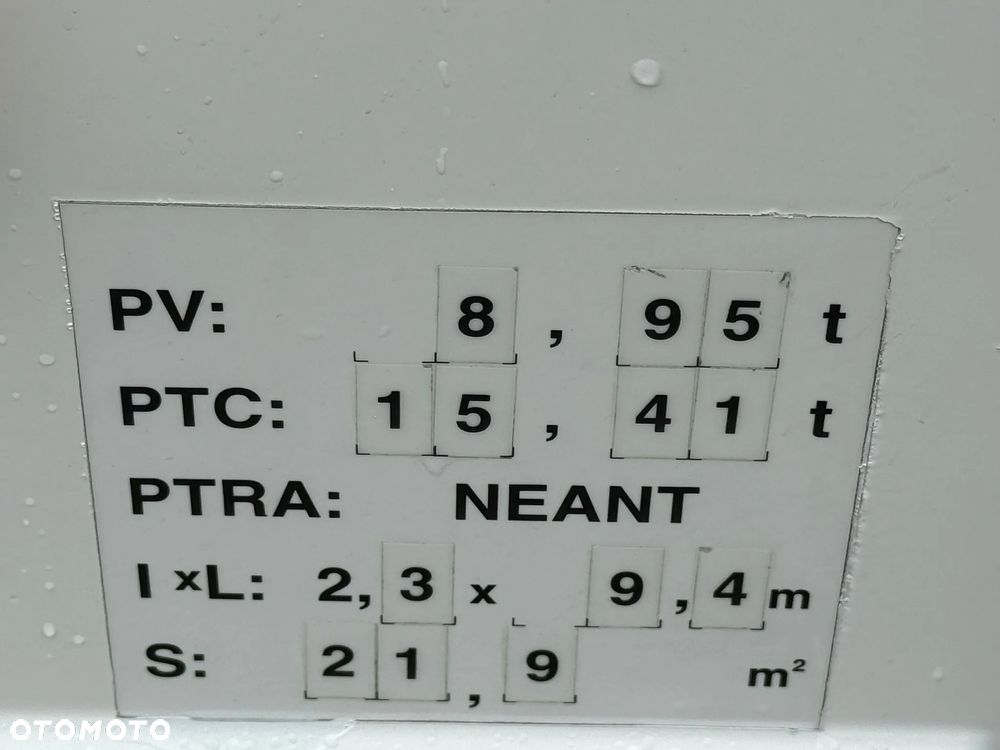 PV: 8,95 t
PTC: 15,41 t
PTRA: NEANT
l xL: 2,3 x 9,4 m
S: 21,9 m²
OTOMOTO